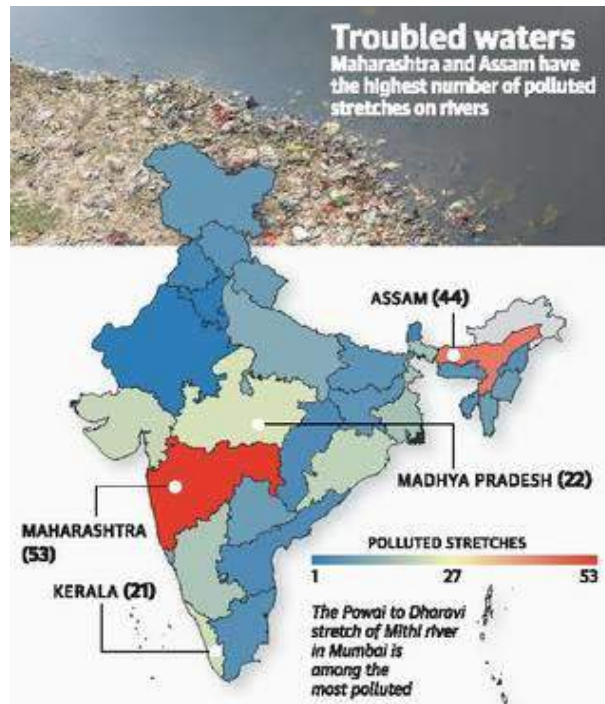 Troubled waters
Maharashtra and Assam have
the highest number of polluted
stretches on rivers
ASSAM (44)
MADHYA PRADESH (22)
MAHARASHTRA
(53)
KERALA (21)
POLLUTED STRETCHES
1 27 53
The Powai to Dharavi
stretch of Mithi river
in Mumbai is
among the
most polluted